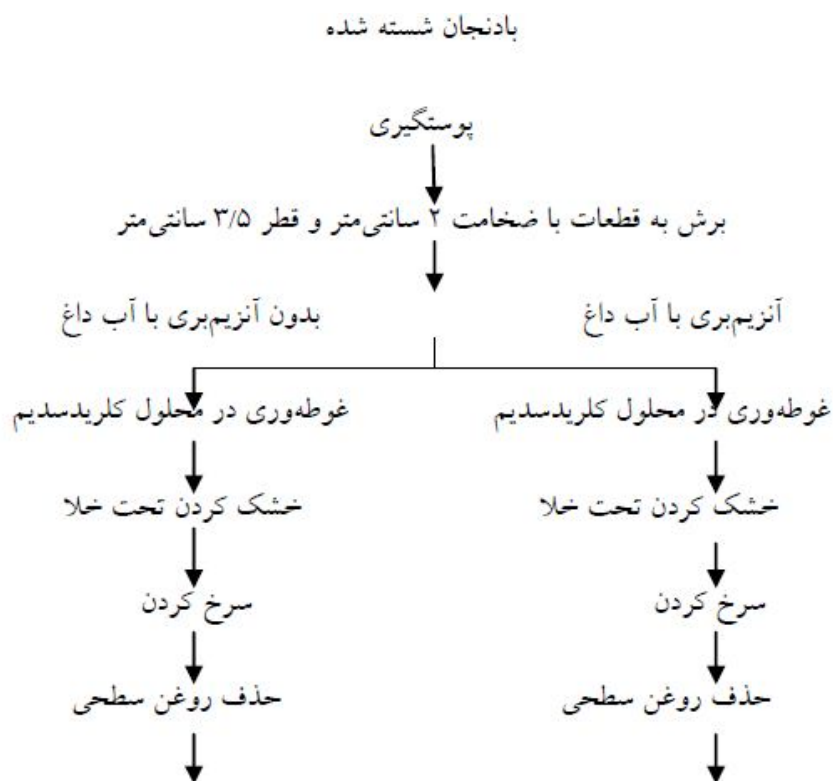 بادنجان شسته شده
پوستگیری
برش به قطعات با ضخامت ۲ سانتی‌متر و قطر ۳/۵ سانتی‌متر
آنزیم‌بری با آب داغ
بدون آنزیم‌بری با آب داغ
غوطه‌وری در محلول کلریدسدیم
غوطه‌وری در محلول کلریدسدیم
خشک کردن تحت خلا
خشک کردن تحت خلا
سرخ کردن
سرخ کردن
حذف روغن سطحی
حذف روغن سطحی